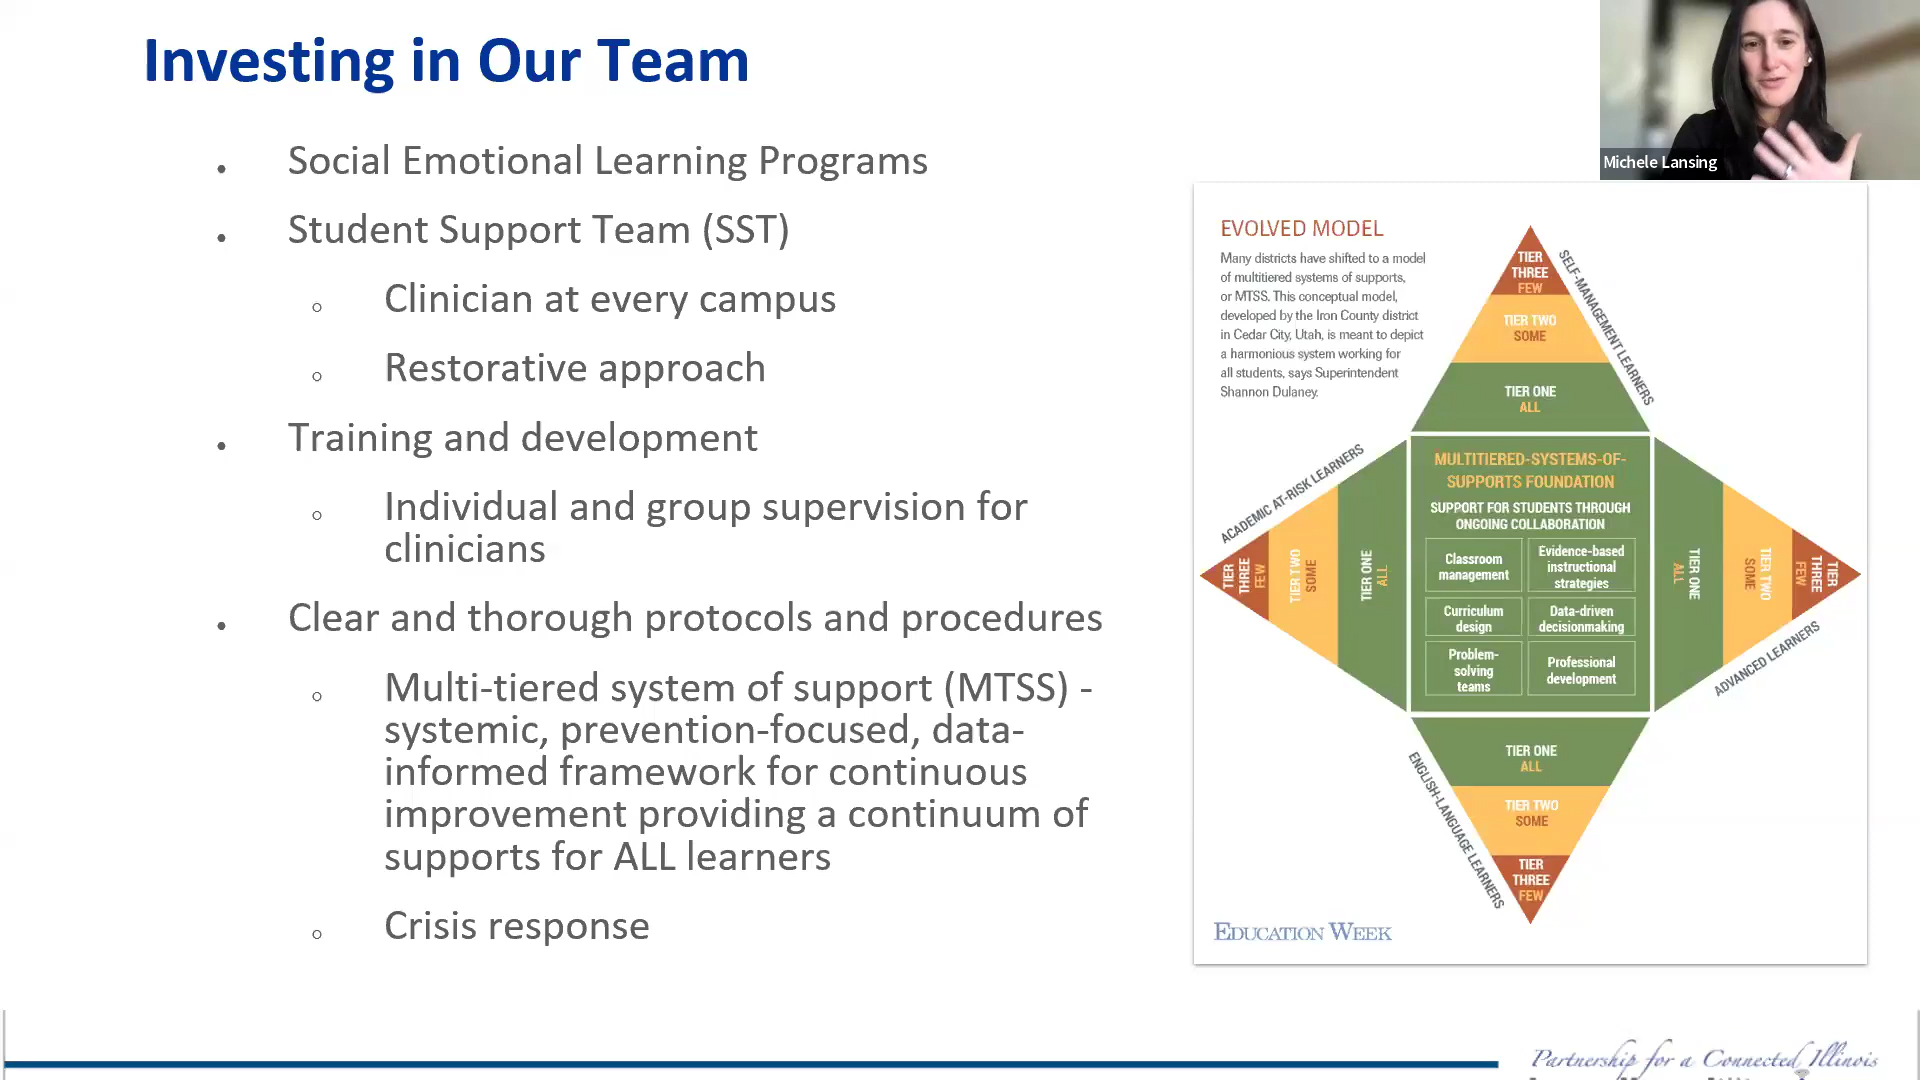 Investing in Our Team
Social Emotional Learning Programs
Student Support Team (SST)
Clinician at every campus
Restorative approach
Training and development
Individual and group supervision for
clinicians
Clear and thorough protocols and procedures
Multi-tiered system of support (MTSS) -
systemic, prevention-focused, data-
informed framework for continuous
improvement providing a continuum of
supports for ALL learners
Crisis response
Michele Lansing
EVOLVED MODEL
Many districts have shifted to a model
of multitiered systems of supports,
or MTSS. This conceptual model,
developed by the Iron County district
in Cedar City, Utah, is meant to depict
a harmonious system working for
all students, says Superintendent
Shannon Dulaney.
TIER
THREE
FEW
TIER TWO
SOME
TIER ONE
ALL
SELF-MANAGEMENT LEARNERS
ACADEMIC AT-RISK LEARNERS
TIER
THREE
FEW
TIER TWO
SOME
TIER ONE
ALL
MULTITIERED-SYSTEMS-OF-
SUPPORTS FOUNDATION
SUPPORT FOR STUDENTS THROUGH
ONGOING COLLABORATION
Classroom
management
Evidence-based
instructional
strategies
Curriculum
design
Data-driven
decisionmaking
Problem-
solving
teams
Professional
development
TIER ONE
ALL
TIER TWO
SOME
TIER
THREE
FEW
ADVANCED LEARNERS
TIER ONE
ALL
TIER TWO
SOME
TIER
THREE
FEW
ENGLISH-LANGUAGE LEARNERS
EDUCATION WEEK
Partnership for a Connected Illinois